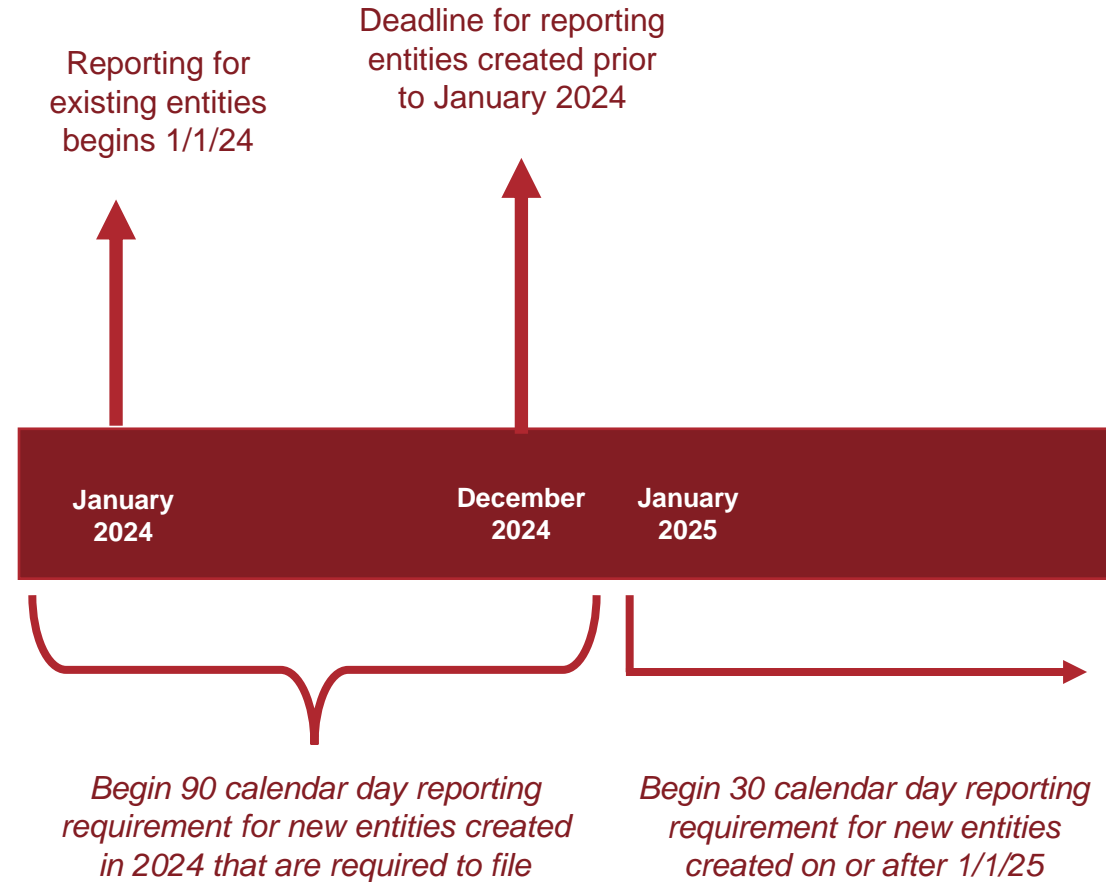 Reporting for
existing entities
begins 1/1/24
Deadline for reporting
entities created prior
to January 2024
January
2024
December
2024
January
2025
Begin 90 calendar day reporting
requirement for new entities created
in 2024 that are required to file
Begin 30 calendar day reporting
requirement for new entities
created on or after 1/1/25